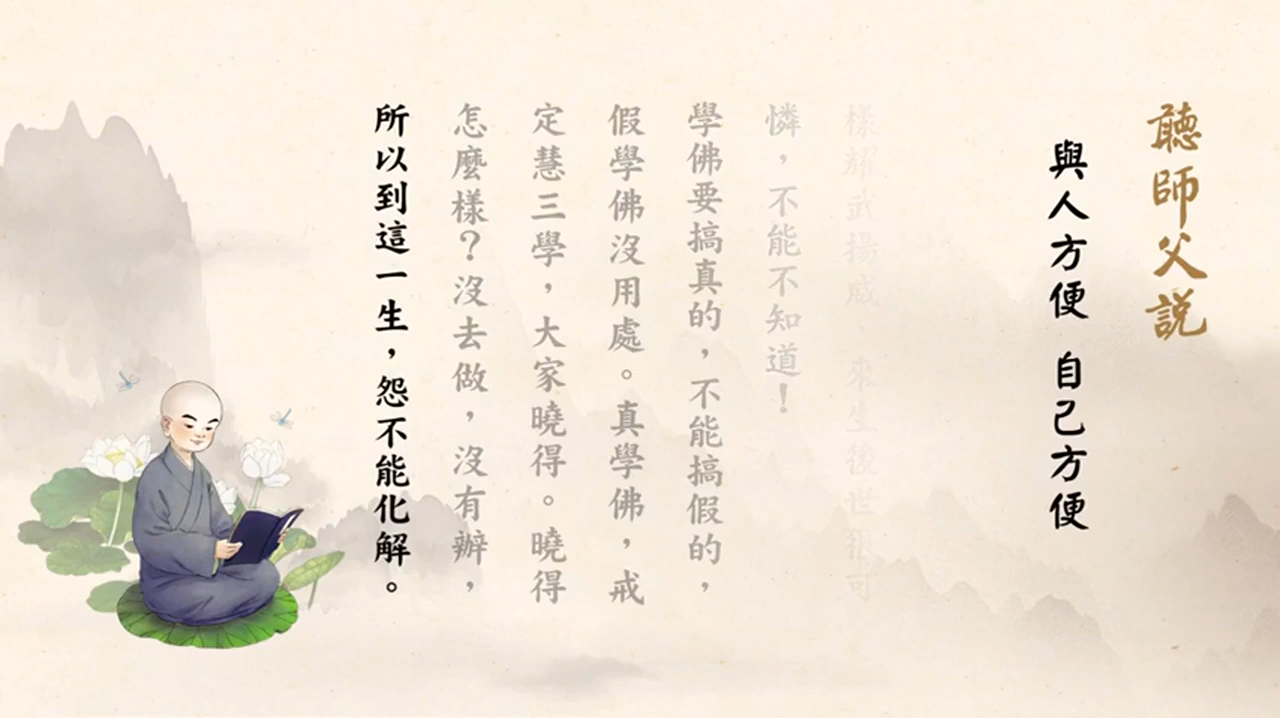 聽師父説
與人方便 自己方便
樣耀武揚威，來生後世很可
憐，不能不知道！
學佛要搞真的，不能搞假的，
假學佛沒用處。真學佛，戒
定慧三學，大家曉得。曉得
怎麼樣？沒去做，沒有辦，
所以到這一生，怨不能化解。